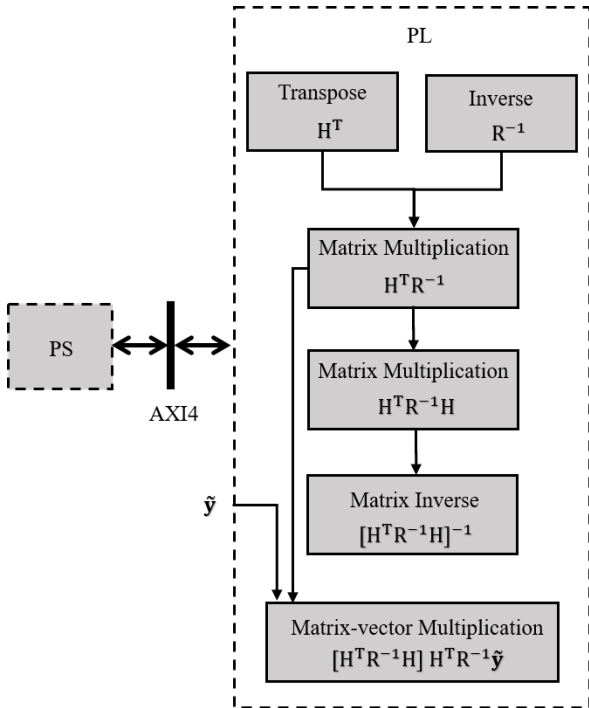 PL
Transpose
Hᵀ
Inverse
R⁻¹
Matrix Multiplication
HᵀR⁻¹
PS
AXI4
Matrix Multiplication
HᵀR⁻¹H
ỹ
Matrix Inverse
[HᵀR⁻¹H]⁻¹
Matrix-vector Multiplication
[HᵀR⁻¹H] HᵀR⁻¹ỹ